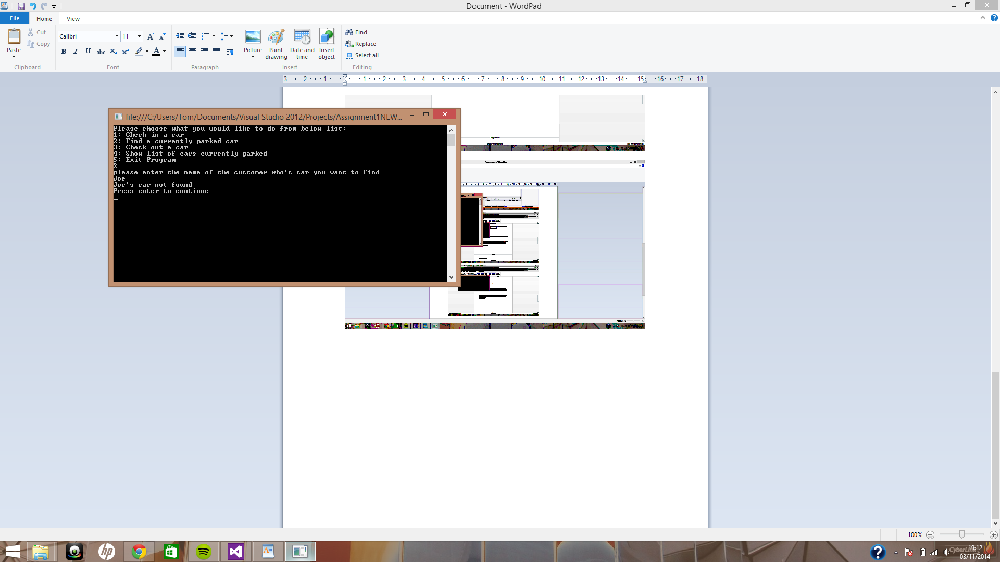 Document - WordPad
File
Home
View
Paste
Cut
Copy
Clipboard
Calibri
11
Font
Paragraph
Picture
Paint drawing
Date and time
Insert object
Insert
Find
Replace
Select all
Editing
3 2 1 1 2 3 4 5 6 7 8 9 10 11 12 13 14 15 16 17 18
file:///C:/Users/Tom/Documents/Visual Studio 2012/Projects/Assignment1NEW...
Please choose what you would like to do from below list:
1: Check in a car
2: Find a currently parked car
3: Check out a car
4: Show list of cars currently parked
5: Exit Program
2
please enter the name of the customer who's car you want to find
Joe
Joe's car not found
Press enter to continue
Document - WordPad
100%
hp
CyberLink
19:12
03/11/2014